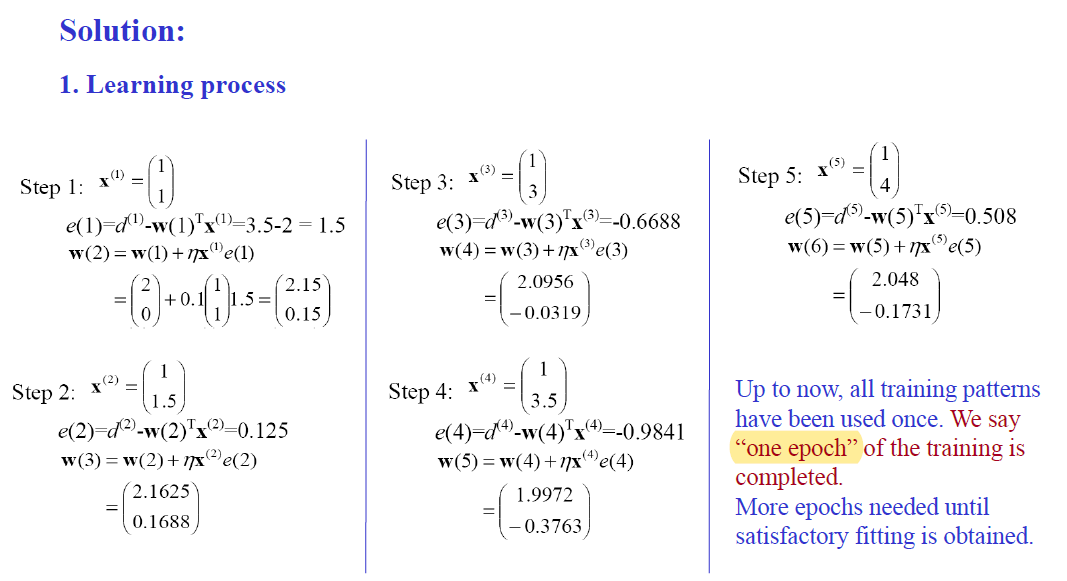 Solution:
1. Learning process
Step 1: x⁽¹⁾ = (1
1)
e(1)=d⁽¹⁾-w(1)ᵀx⁽¹⁾=3.5-2 = 1.5
w(2) = w(1) + ηx⁽¹⁾e(1)
= (2
0) + 0.1(1
1)1.5 = (2.15
0.15)
Step 2: x⁽²⁾ = (1
1.5)
e(2)=d⁽²⁾-w(2)ᵀx⁽²⁾=0.125
w(3) = w(2) + ηx⁽²⁾e(2)
= (2.1625
0.1688)
Step 3: x⁽³⁾ = (1
3)
e(3)=d⁽³⁾-w(3)ᵀx⁽³⁾=-0.6688
w(4) = w(3) + ηx⁽³⁾e(3)
= (2.0956
−0.0319)
Step 4: x⁽⁴⁾ = (1
3.5)
e(4)=d⁽⁴⁾-w(4)ᵀx⁽⁴⁾=-0.9841
w(5) = w(4) + ηx⁽⁴⁾e(4)
= (1.9972
−0.3763)
Step 5: x⁽⁵⁾ = (1
4)
e(5)=d⁽⁵⁾-w(5)ᵀx⁽⁵⁾=0.508
w(6) = w(5) + ηx⁽⁵⁾e(5)
= (2.048
−0.1731)
Up to now, all training patterns
have been used once. We say
“one epoch” of the training is
completed.
More epochs needed until
satisfactory fitting is obtained.